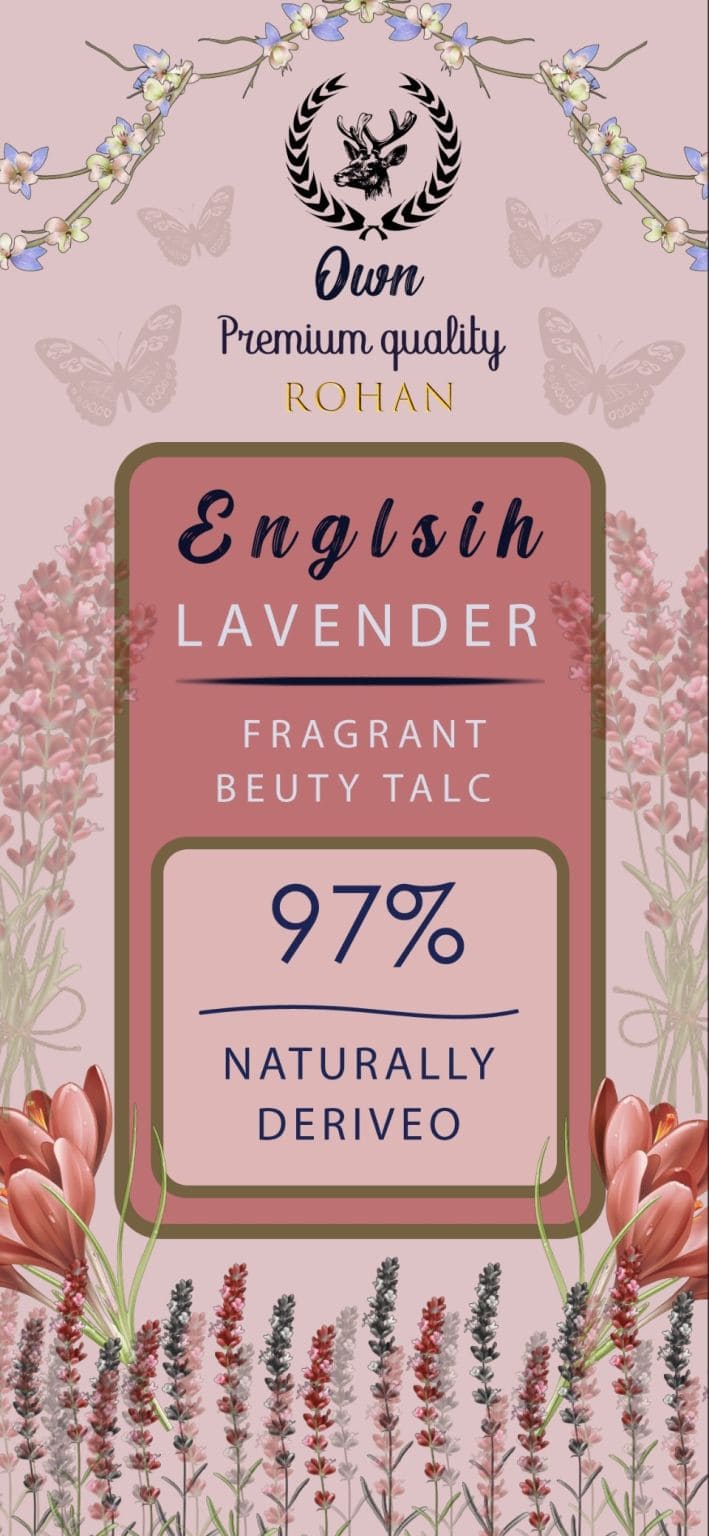 Own
Premium quality
ROHAN
Englsih
LAVENDER
FRAGRANT
BEUTY TALC
97%
NATURALLY
DERIVEO